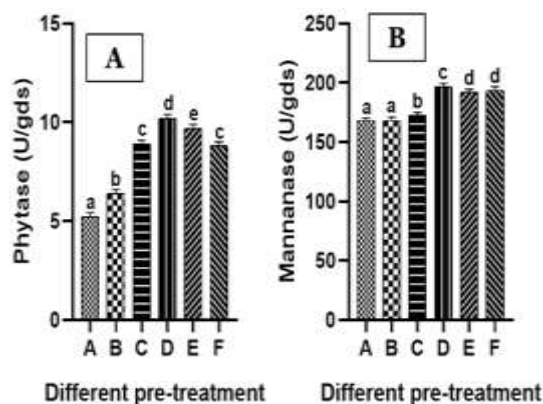 A
Phytase (U/gds)
15
10
5
0
a
b
c
d
e
c
A B C D E F
Different pre-treatment
B
Mannanase (U/gds)
250
200
150
100
50
0
a
a
b
c
d
d
A B C D E F
Different pre-treatment